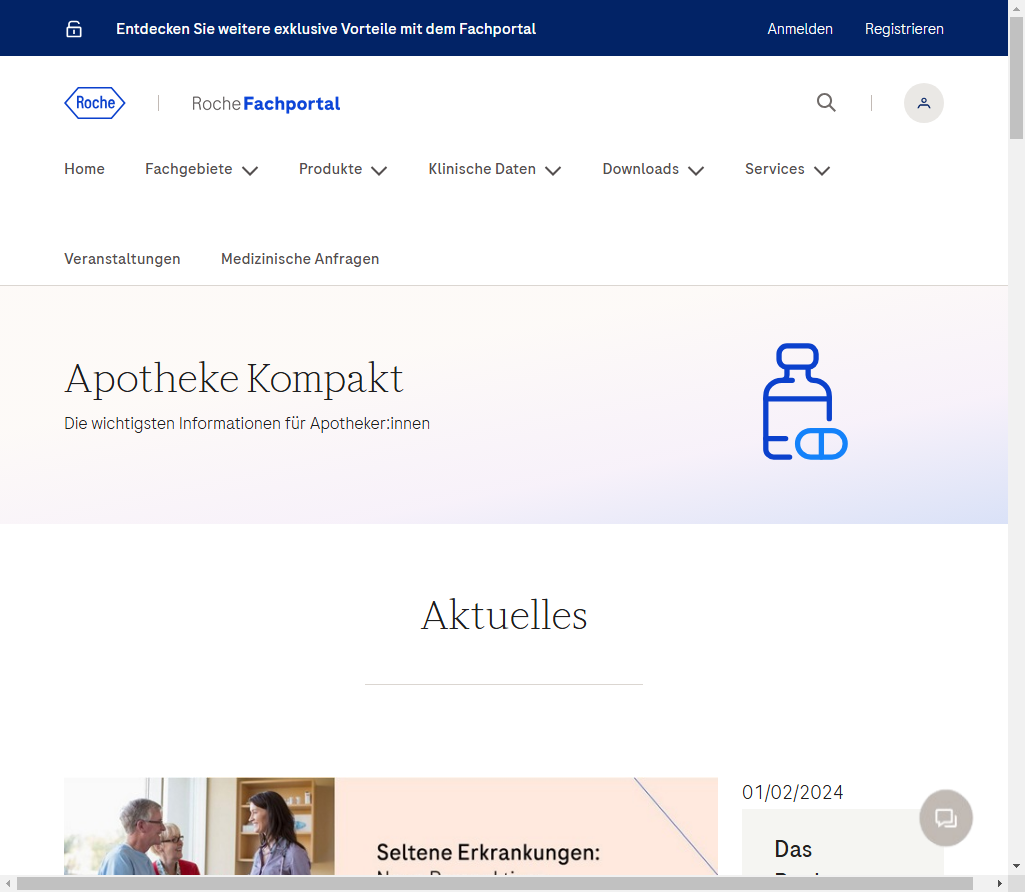 Entdecken Sie weitere exklusive Vorteile mit dem Fachportal
Anmelden
Registrieren
Roche
Roche Fachportal
Home
Fachgebiete
Produkte
Klinische Daten
Downloads
Services
Veranstaltungen
Medizinische Anfragen
Apotheke Kompakt
Die wichtigsten Informationen für Apotheker:innen
Aktuelles
01/02/2024
Seltene Erkrankungen:
Das